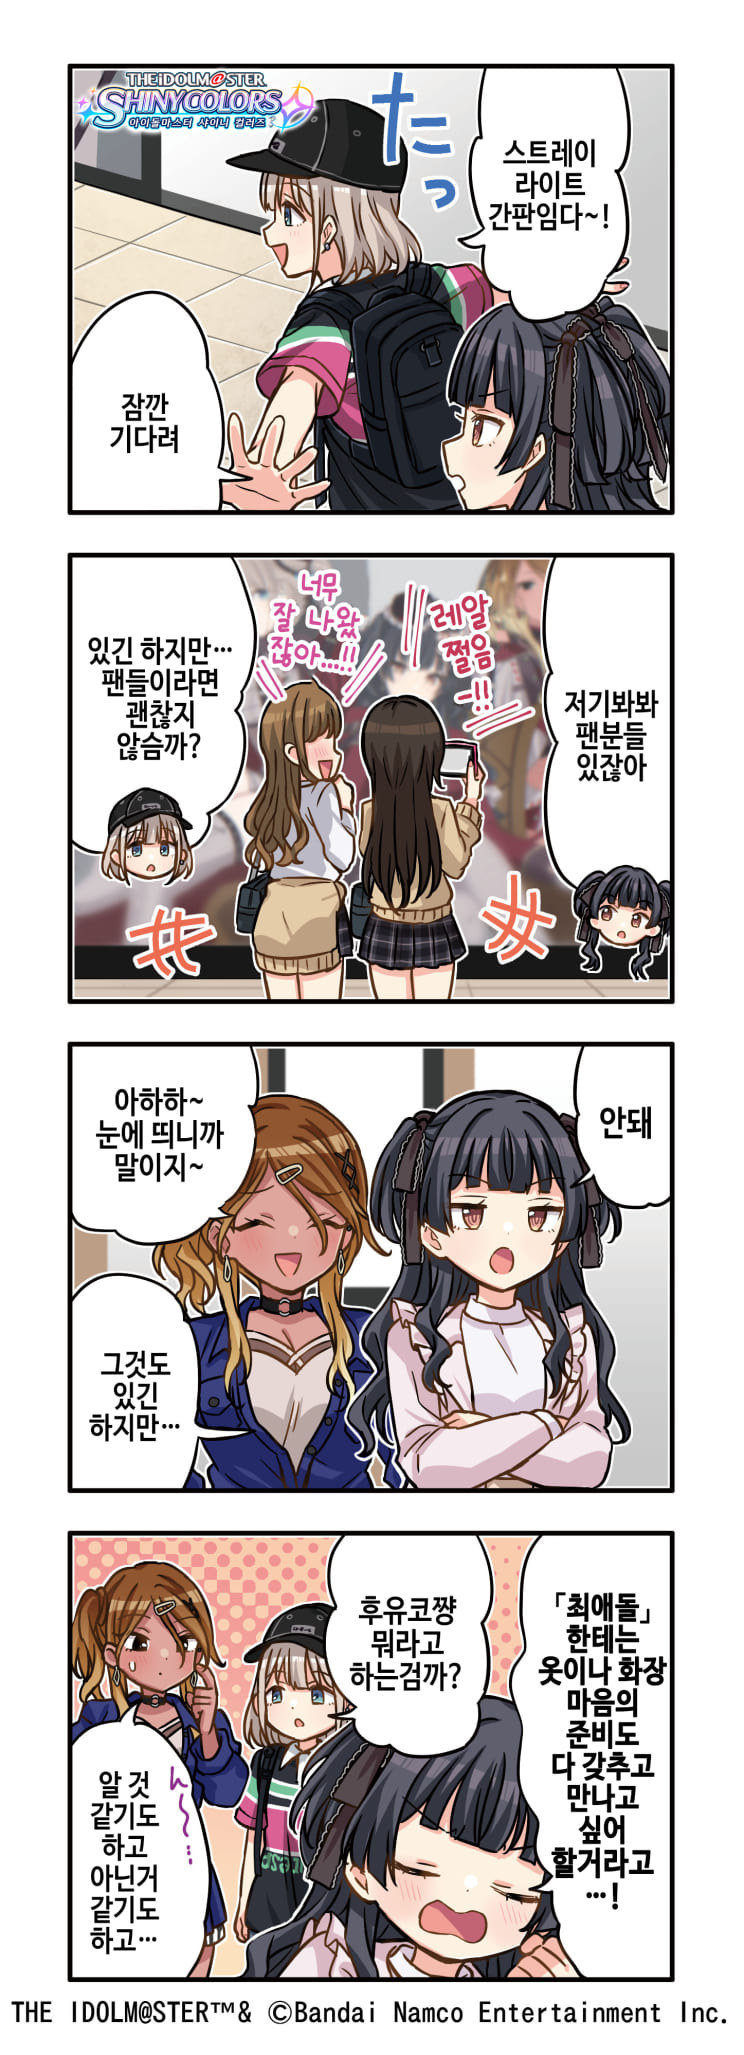 THE iDOLM@STER
SHINYCOLORS
아이돌마스터 샤이니 컬러즈
たっ
스트레이
라이트
간판임다~!
잠깐
기다려
저기봐봐
팬분들
있잖아
레알
쩔음
-!!
너무
잘 나왔
잖아...!!
있긴 하지만…
팬들이라면
괜찮지
않슴까?
안돼
아하하~
눈에 띄니까
말이지~
그것도
있긴
하지만…
「최애돌」
한테는
옷이나 화장
마음의
준비도
다 갖추고
만나고
싶어
할거라고
…!
후유코쨩
뭐라고
하는검까?
ん〜…
알 것
같기도
하고
아닌거
같기도
하고…
THE IDOLM@STER™& ©Bandai Namco Entertainment Inc.